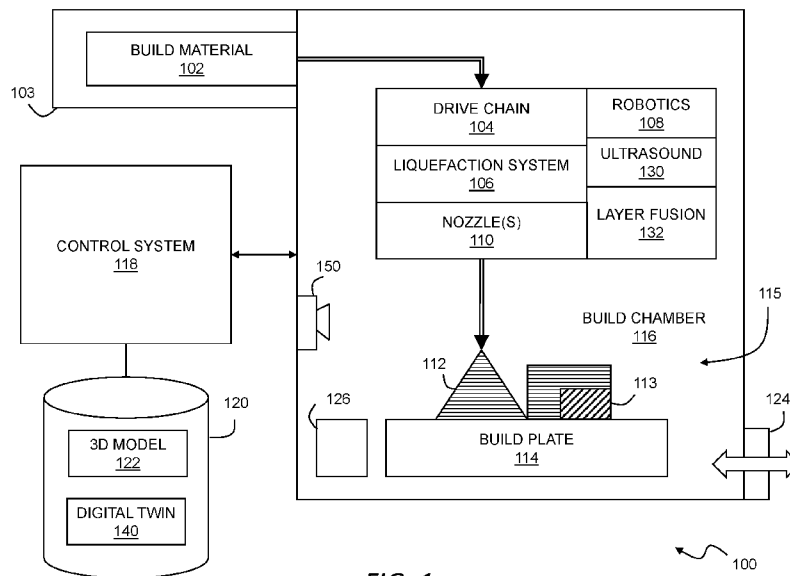 BUILD MATERIAL
102
103
DRIVE CHAIN
104
ROBOTICS
108
ULTRASOUND
130
LIQUEFACTION SYSTEM
106
LAYER FUSION
132
NOZZLE(S)
110
CONTROL SYSTEM
118
150
BUILD CHAMBER
116
115
112
113
126
124
BUILD PLATE
114
120
3D MODEL
122
DIGITAL TWIN
140
100
FIG. 1